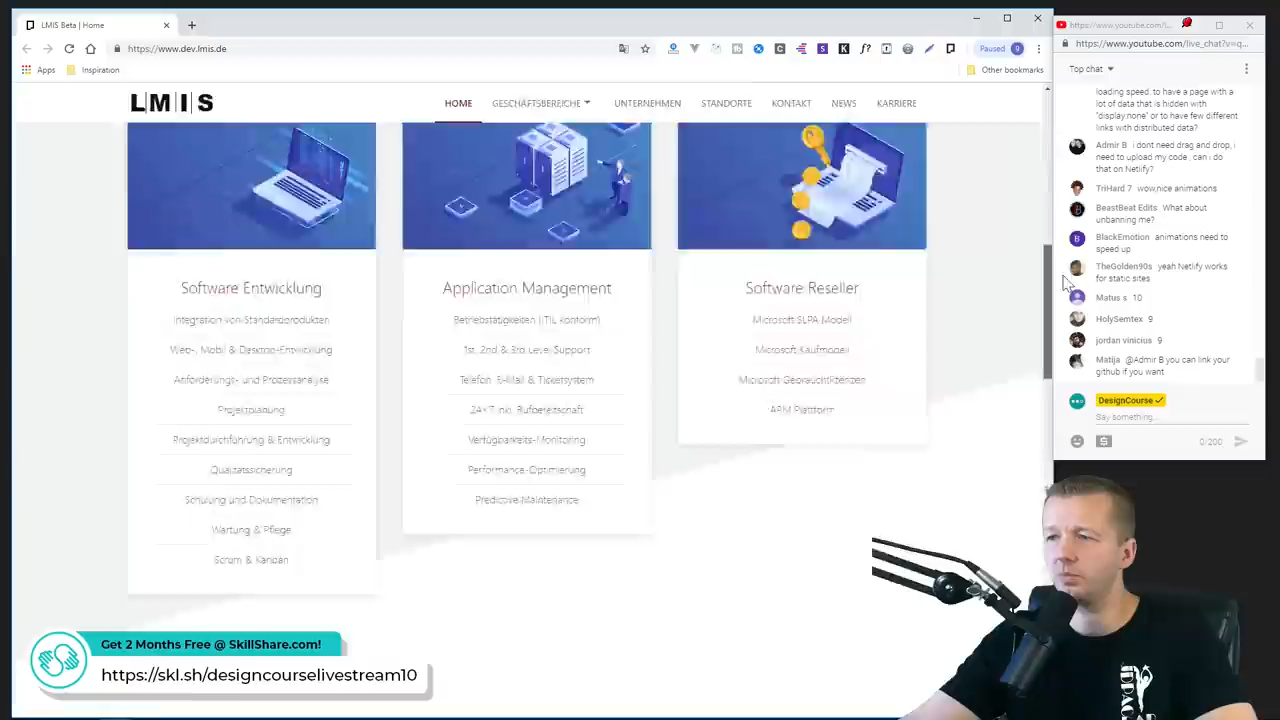 LMIS Beta | Home
https://www.dev.lmis.de
Paused
9
Apps
Inspiration
Other bookmarks
LMIS
HOME
GESCHÄFTSBEREICHE
UNTERNEHMEN
STANDORTE
KONTAKT
NEWS
KARRIERE
Software Entwicklung
Integration von Standardprodukten
Web-, Mobil & Desktop-Entwicklung
Anforderungs- und Prozessanalyse
Projektplanung
Projektdurchführung & Entwicklung
Qualitätssicherung
Schulung und Dokumentation
Wartung & Pflege
Scrum & Kanban
Application Management
Betriebstätigkeiten (ITIL konform)
1st, 2nd & 3rd Level Support
Telefon, E-Mail & Ticketsystem
24x7 inkl. Rufbereitschaft
Verfügbarkeits-Monitoring
Performance-Optimierung
Predictive Maintenance
Software Reseller
Microsoft SLPA Modell
Microsoft Kaufmodell
Microsoft Gebrauchtlizenzen
APM Plattform
https://www.youtube.com/l...
https://www.youtube.com/live_chat?v=q...
Top chat
loading speed. to have a page with a
lot of data that is hidden with
"display:none" or to have few different
links with distributed data?
Admir B i dont need drag and drop, i
need to upload my code , can i do
that on Netlify?
TriHard 7 wow,nice animations
BeastBeat Edits What about
unbanning me?
BlackEmotion animations need to
speed up
TheGolden90s yeah Netlify works
for static sites
Matus s 10
HolySemtex 9
jordan vinicius 9
Matija @Admir B you can link your
github if you want
DesignCourse
Say something...
0/200
Get 2 Months Free @ SkillShare.com!
https://skl.sh/designcourselivestream10